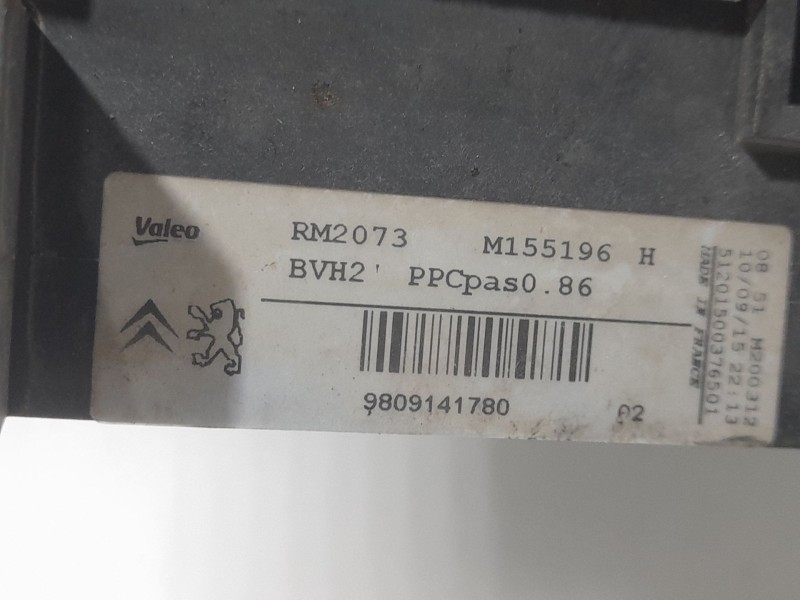 Valeo
RM2073 M155196 H
BVH2' PPCpas0.86
9809141780 02
MADE IN FRANCE
51201500376501
10/09/15 22:13
08 51 M200312